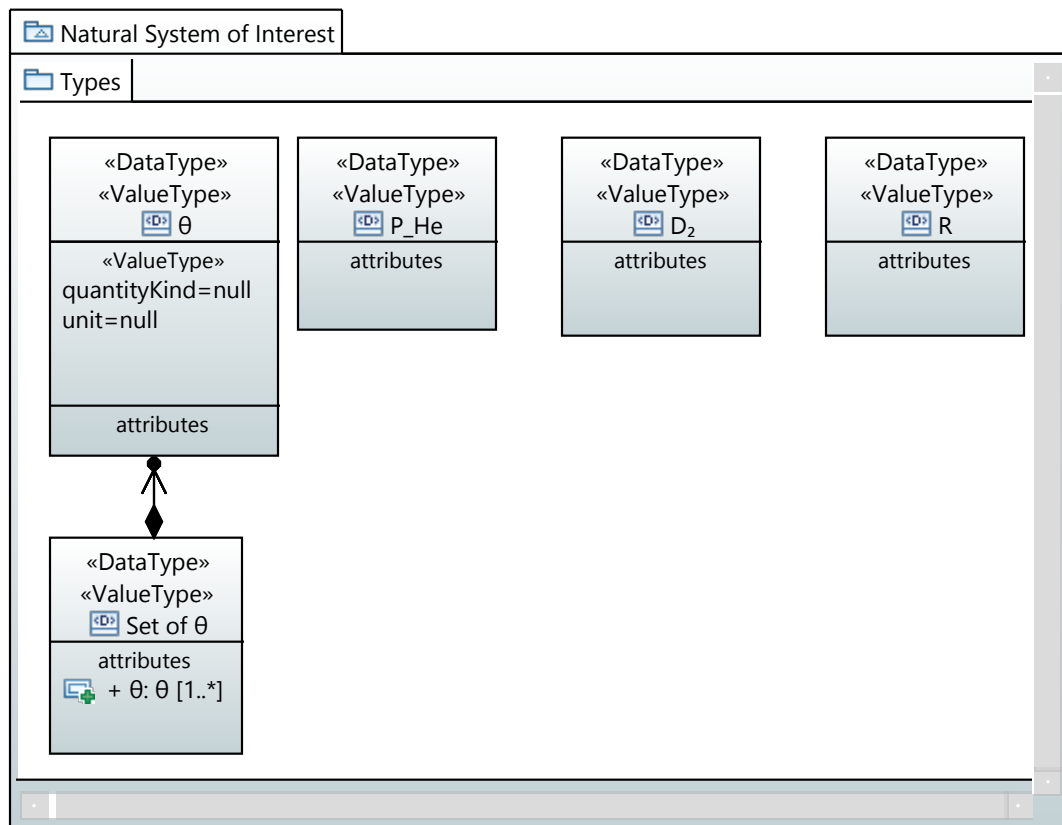 Natural System of Interest
Types
«DataType»
«ValueType»
θ
«ValueType»
quantityKind=null
unit=null
attributes
«DataType»
«ValueType»
P_He
attributes
«DataType»
«ValueType»
D₂
attributes
«DataType»
«ValueType»
R
attributes
«DataType»
«ValueType»
Set of θ
attributes
+ θ: θ [1..*]